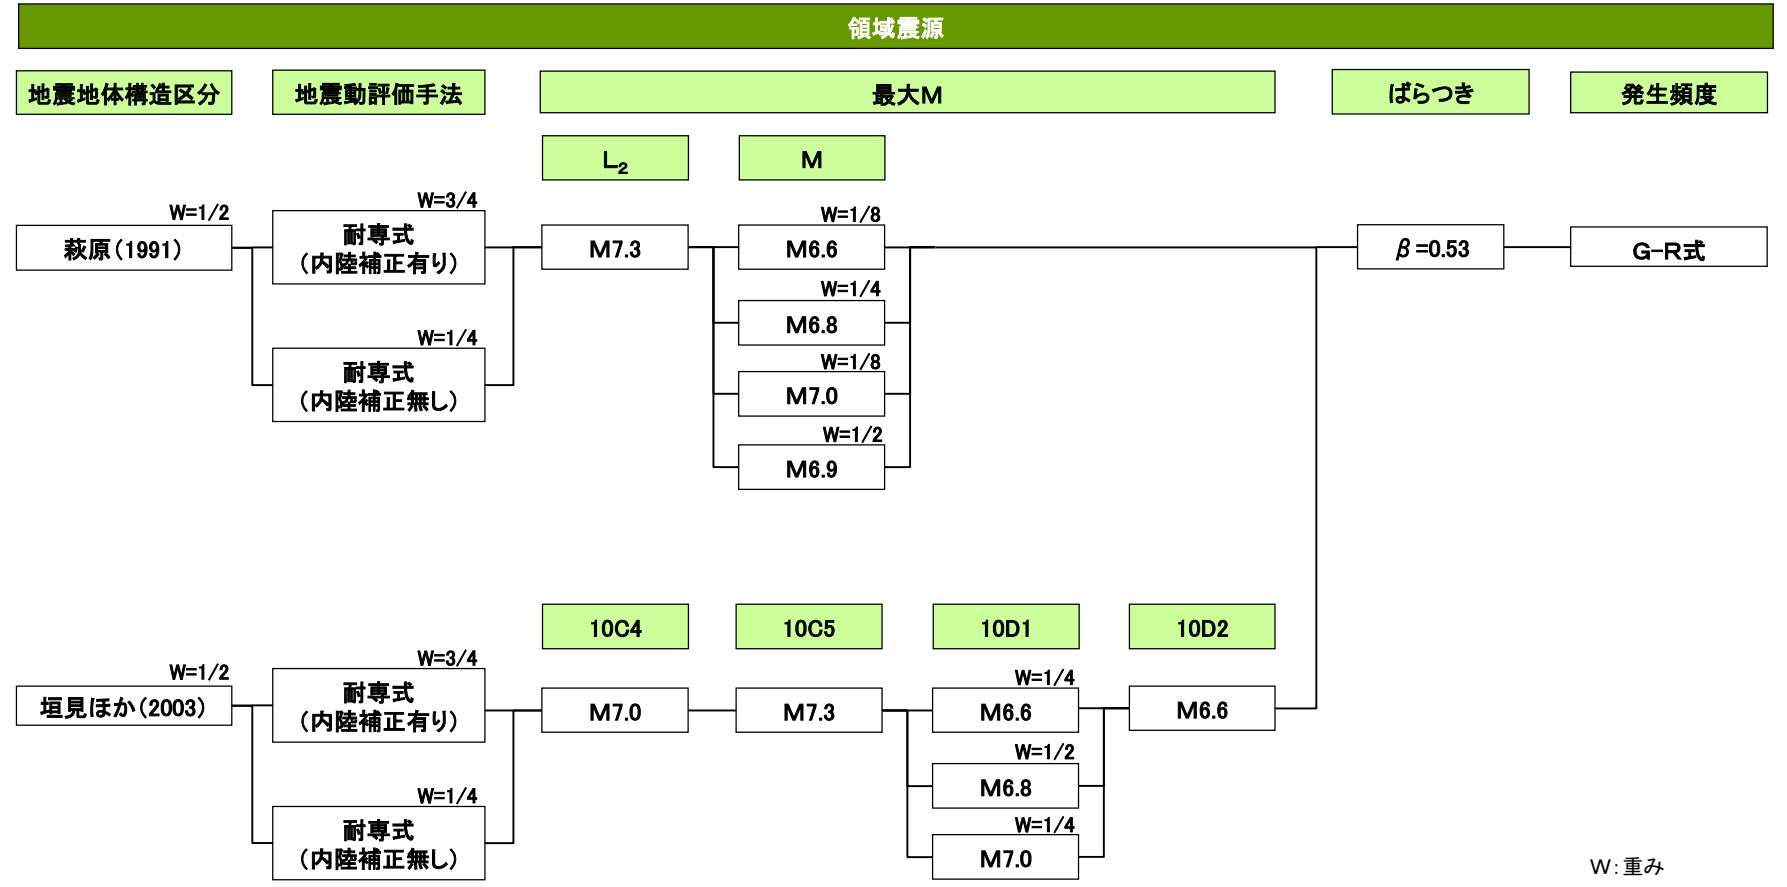 領域震源
地震地体構造区分
地震動評価手法
最大M
ばらつき
発生頻度
L₂
M
W=1/2
萩原(1991)
W=3/4
耐専式
(内陸補正有り)
W=1/4
耐専式
(内陸補正無し)
M7.3
W=1/8
M6.6
W=1/4
M6.8
W=1/8
M7.0
W=1/2
M6.9
β=0.53
G-R式
10C4
10C5
10D1
10D2
W=1/2
垣見ほか(2003)
W=3/4
耐専式
(内陸補正有り)
W=1/4
耐専式
(内陸補正無し)
M7.0
M7.3
W=1/4
M6.6
W=1/2
M6.8
W=1/4
M7.0
M6.6
W:重み